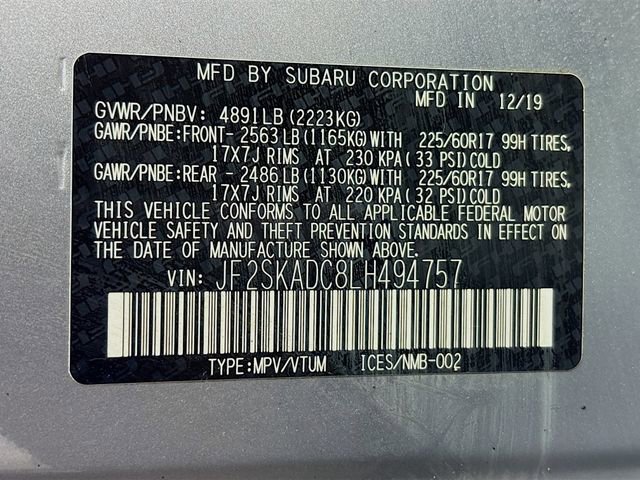 MFD BY SUBARU CORPORATION
MFD IN 12/19
GVWR/PNBV: 4891LB (2223KG)
GAWR/PNBE:FRONT- 2563LB (1165KG) WITH 225/60R17 99H TIRES,
17X7J RIMS AT 230 KPA( 33 PSI) COLD
GAWR/PNBE:REAR - 2486LB (1130KG) WITH 225/60R17 99H TIRES,
17X7J RIMS AT 220 KPA( 32 PSI) COLD
THIS VEHICLE CONFORMS TO ALL APPLICABLE FEDERAL MOTOR
VEHICLE SAFETY AND THEFT PREVENTION STANDARDS IN EFFECT ON
THE DATE OF MANUFACTURE SHOWN ABOVE.
VIN: JF2SKADC8LH494757
TYPE:MPV/VTUM ICES/NMB-002